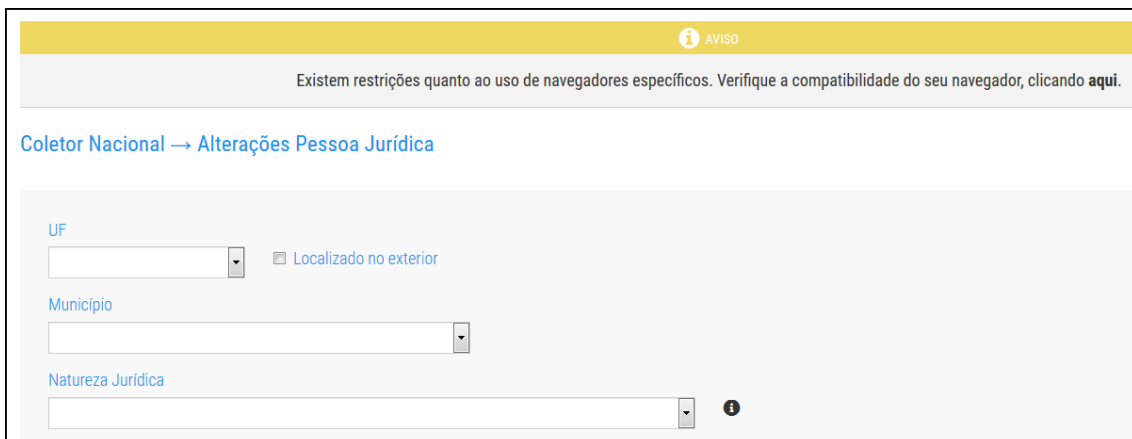 AVISO
Existem restrições quanto ao uso de navegadores específicos. Verifique a compatibilidade do seu navegador, clicando aqui.
Coletor Nacional → Alterações Pessoa Jurídica
UF
Localizado no exterior
Município
Natureza Jurídica